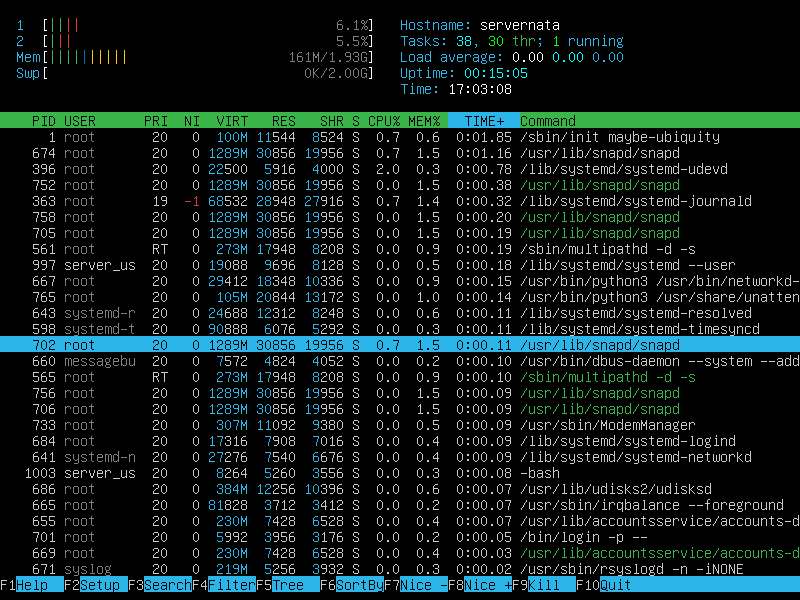 1 [|||| 6.1%] Hostname: servernata
2 [||| 5.5%] Tasks: 38, 30 thr; 1 running
Mem[||||||||||| 161M/1.93G] Load average: 0.00 0.00 0.00
Swp[ 0K/2.00G] Uptime: 00:15:05
Time: 17:03:08
PID USER PRI NI VIRT RES SHR S CPU% MEM% TIME+ Command
1 root 20 0 100M 11544 8524 S 0.7 0.6 0:01.85 /sbin/init maybe-ubiquity
674 root 20 0 1289M 30856 19956 S 0.7 1.5 0:01.16 /usr/lib/snapd/snapd
396 root 20 0 22500 5916 4000 S 2.0 0.3 0:00.78 /lib/systemd/systemd-udevd
752 root 20 0 1289M 30856 19956 S 0.0 1.5 0:00.38 /usr/lib/snapd/snapd
363 root 19 -1 68532 28948 27916 S 0.7 1.4 0:00.32 /lib/systemd/systemd-journald
758 root 20 0 1289M 30856 19956 S 0.0 1.5 0:00.20 /usr/lib/snapd/snapd
705 root 20 0 1289M 30856 19956 S 0.0 1.5 0:00.19 /usr/lib/snapd/snapd
561 root RT 0 273M 17948 8208 S 0.0 0.9 0:00.19 /sbin/multipathd -d -s
997 server_us 20 0 19088 9696 8128 S 0.0 0.5 0:00.18 /lib/systemd/systemd --user
667 root 20 0 29412 18348 10336 S 0.0 0.9 0:00.15 /usr/bin/python3 /usr/bin/networkd-
765 root 20 0 105M 20844 13172 S 0.0 1.0 0:00.14 /usr/bin/python3 /usr/share/unatten
643 systemd-r 20 0 24688 12312 8248 S 0.0 0.6 0:00.11 /lib/systemd/systemd-resolved
598 systemd-t 20 0 90888 6076 5292 S 0.0 0.3 0:00.11 /lib/systemd/systemd-timesyncd
702 root 20 0 1289M 30856 19956 S 0.7 1.5 0:00.11 /usr/lib/snapd/snapd
660 messagebu 20 0 7572 4824 4052 S 0.0 0.2 0:00.10 /usr/bin/dbus-daemon --system --add
565 root RT 0 273M 17948 8208 S 0.0 0.9 0:00.10 /sbin/multipathd -d -s
756 root 20 0 1289M 30856 19956 S 0.0 1.5 0:00.09 /usr/lib/snapd/snapd
706 root 20 0 1289M 30856 19956 S 0.0 1.5 0:00.09 /usr/lib/snapd/snapd
733 root 20 0 307M 11092 9380 S 0.0 0.5 0:00.09 /usr/sbin/ModemManager
684 root 20 0 17316 7908 7016 S 0.0 0.4 0:00.09 /lib/systemd/systemd-logind
641 systemd-n 20 0 27276 7540 6676 S 0.0 0.4 0:00.09 /lib/systemd/systemd-networkd
1003 server_us 20 0 8264 5260 3556 S 0.0 0.3 0:00.08 -bash
686 root 20 0 384M 12256 10396 S 0.0 0.6 0:00.07 /usr/lib/udisks2/udisksd
665 root 20 0 81828 3712 3412 S 0.0 0.2 0:00.07 /usr/sbin/irqbalance --foreground
655 root 20 0 230M 7428 6528 S 0.0 0.4 0:00.07 /usr/lib/accountsservice/accounts-d
701 root 20 0 5992 3956 3176 S 0.0 0.2 0:00.05 /bin/login -p --
669 root 20 0 230M 7428 6528 S 0.0 0.4 0:00.03 /usr/lib/accountsservice/accounts-d
671 syslog 20 0 219M 5256 3932 S 0.0 0.3 0:00.02 /usr/sbin/rsyslogd -n -iNONE
F1Help F2Setup F3SearchF4FilterF5Tree F6SortByF7Nice -F8Nice +F9Kill F10Quit